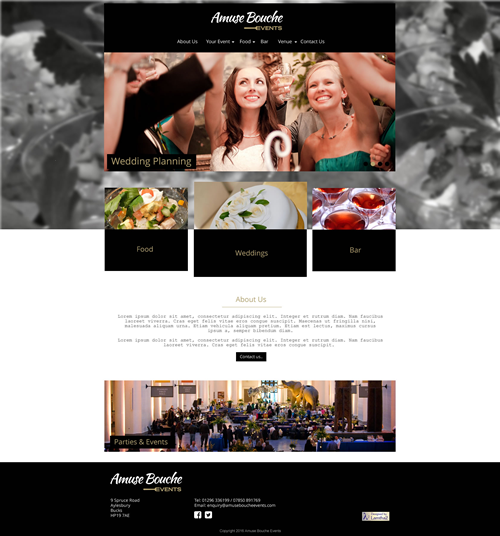 Amuse Bouche
EVENTS
About Us Your Event Food Bar Venue Contact Us
Wedding Planning
Food
Weddings
Bar
About Us
Lorem ipsum dolor sit amet, consectetur adipiscing elit. Integer et rutrum diam. Nam faucibus
laoreet viverra. Cras eget felis vitae eros congue suscipit. Maecenas ut fringilla nisi,
malesuada aliquam urna. Etiam vehicula aliquam pretium. Etiam est lectus, maximus cursus
ipsum a, semper bibendum diam.
Lorem ipsum dolor sit amet, consectetur adipiscing elit. Integer et rutrum diam. Nam faucibus
laoreet viverra. Cras eget felis vitae eros congue suscipit.
Contact us..
Parties & Events
Amuse Bouche
EVENTS
9 Spruce Road
Aylesbury
Bucks
HP19 7AE
Tel: 01296 336199 / 07850 891769
Email: enquiry@amuseboucheevents.com
Copyright 2016 Amuse Bouche Events